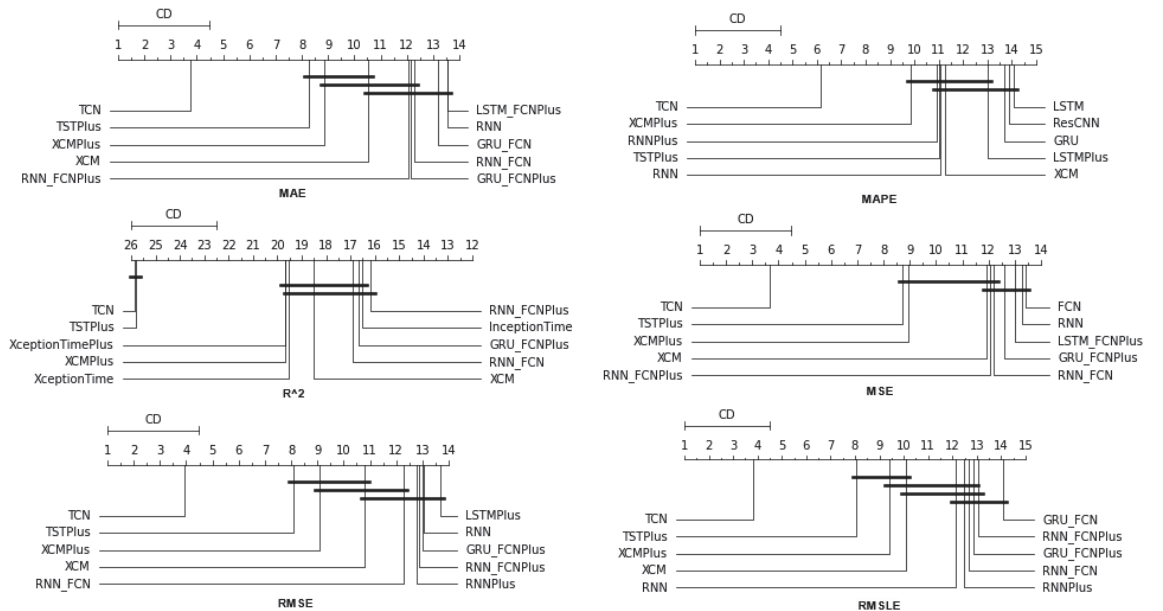 CD
1 2 3 4 5 6 7 8 9 10 11 12 13 14
TCN
TSTPlus
XCMPlus
XCM
RNN_FCNPlus
LSTM_FCNPlus
RNN
GRU_FCN
RNN_FCN
GRU_FCNPlus
MAE
CD
1 2 3 4 5 6 7 8 9 10 11 12 13 14 15
TCN
XCMPlus
RNNPlus
TSTPlus
RNN
LSTM
ResCNN
GRU
LSTMPlus
XCM
MAPE
CD
26 25 24 23 22 21 20 19 18 17 16 15 14 13 12
TCN
TSTPlus
XceptionTimePlus
XCMPlus
XceptionTime
RNN_FCNPlus
InceptionTime
GRU_FCNPlus
RNN_FCN
XCM
R^2
CD
1 2 3 4 5 6 7 8 9 10 11 12 13 14
TCN
TSTPlus
XCMPlus
XCM
RNN_FCNPlus
FCN
RNN
LSTM_FCNPlus
GRU_FCNPlus
RNN_FCN
MSE
CD
1 2 3 4 5 6 7 8 9 10 11 12 13 14
TCN
TSTPlus
XCMPlus
XCM
RNN_FCN
LSTMPlus
RNN
GRU_FCNPlus
RNN_FCNPlus
RNNPlus
RMSE
CD
1 2 3 4 5 6 7 8 9 10 11 12 13 14 15
TCN
TSTPlus
XCMPlus
XCM
RNN
GRU_FCN
RNN_FCNPlus
GRU_FCNPlus
RNN_FCN
RNNPlus
RMSLE